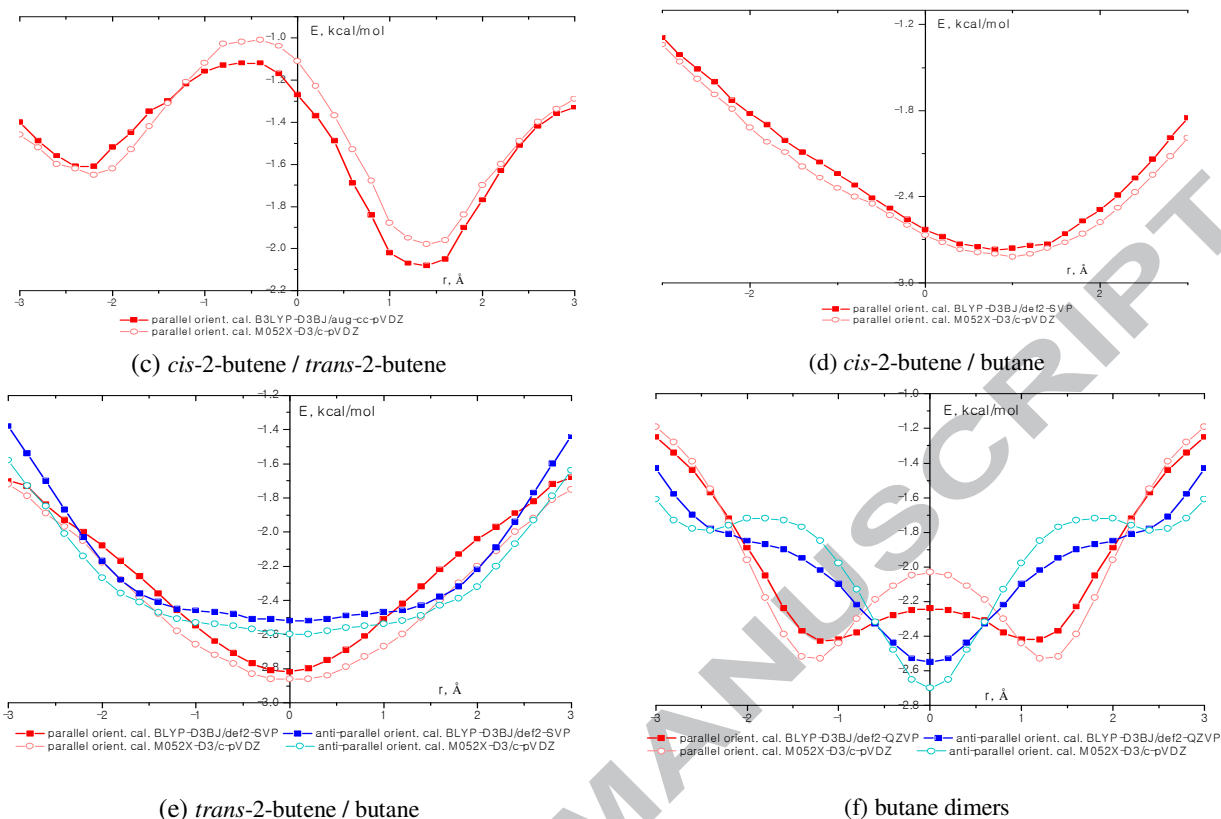 E, kcal/mol
-1.0
-1.2
-1.4
-1.6
-1.8
-2.0
-2.2
r, Å
-3 -2 -1 0 1 2 3
parallel orient. cal. B3LYP-D3BJ/aug-cc-pVDZ
parallel orient. cal. M052X-D3/c-pVDZ
(c) cis-2-butene / trans-2-butene
E, kcal/mol
-1.2
-1.8
-2.4
-3.0
r, Å
-2 0 2
parallel orient. cal. BLYP-D3BJ/def2-SVP
parallel orient. cal. M052X-D3/c-pVDZ
(d) cis-2-butene / butane
E, kcal/mol
-1.2
-1.4
-1.6
-1.8
-2.0
-2.2
-2.4
-2.6
-2.8
-3.0
r, Å
-3 -2 -1 0 1 2 3
parallel orient. cal. BLYP-D3BJ/def2-SVP anti-parallel orient. cal. BLYP-D3BJ/def2-SVP
parallel orient. cal. M052X-D3/c-pVDZ anti-parallel orient. cal. M052X-D3/c-pVDZ
(e) trans-2-butene / butane
E, kcal/mol
-1.0
-1.2
-1.4
-1.6
-1.8
-2.0
-2.2
-2.4
-2.6
-2.8
r, Å
-3 -2 -1 0 1 2 3
parallel orient. cal. BLYP-D3BJ/def2-QZVP anti-parallel orient. cal. BLYP-D3BJ/def2-QZVP
parallel orient. cal. M052X-D3/c-pVDZ anti-parallel orient. cal. M052X-D3/c-pVDZ
(f) butane dimers
MANUSCRIPT